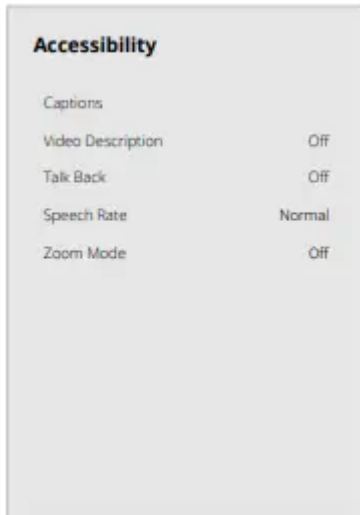 Accessibility
Captions
Video Description Off
Talk Back Off
Speech Rate Normal
Zoom Mode Off